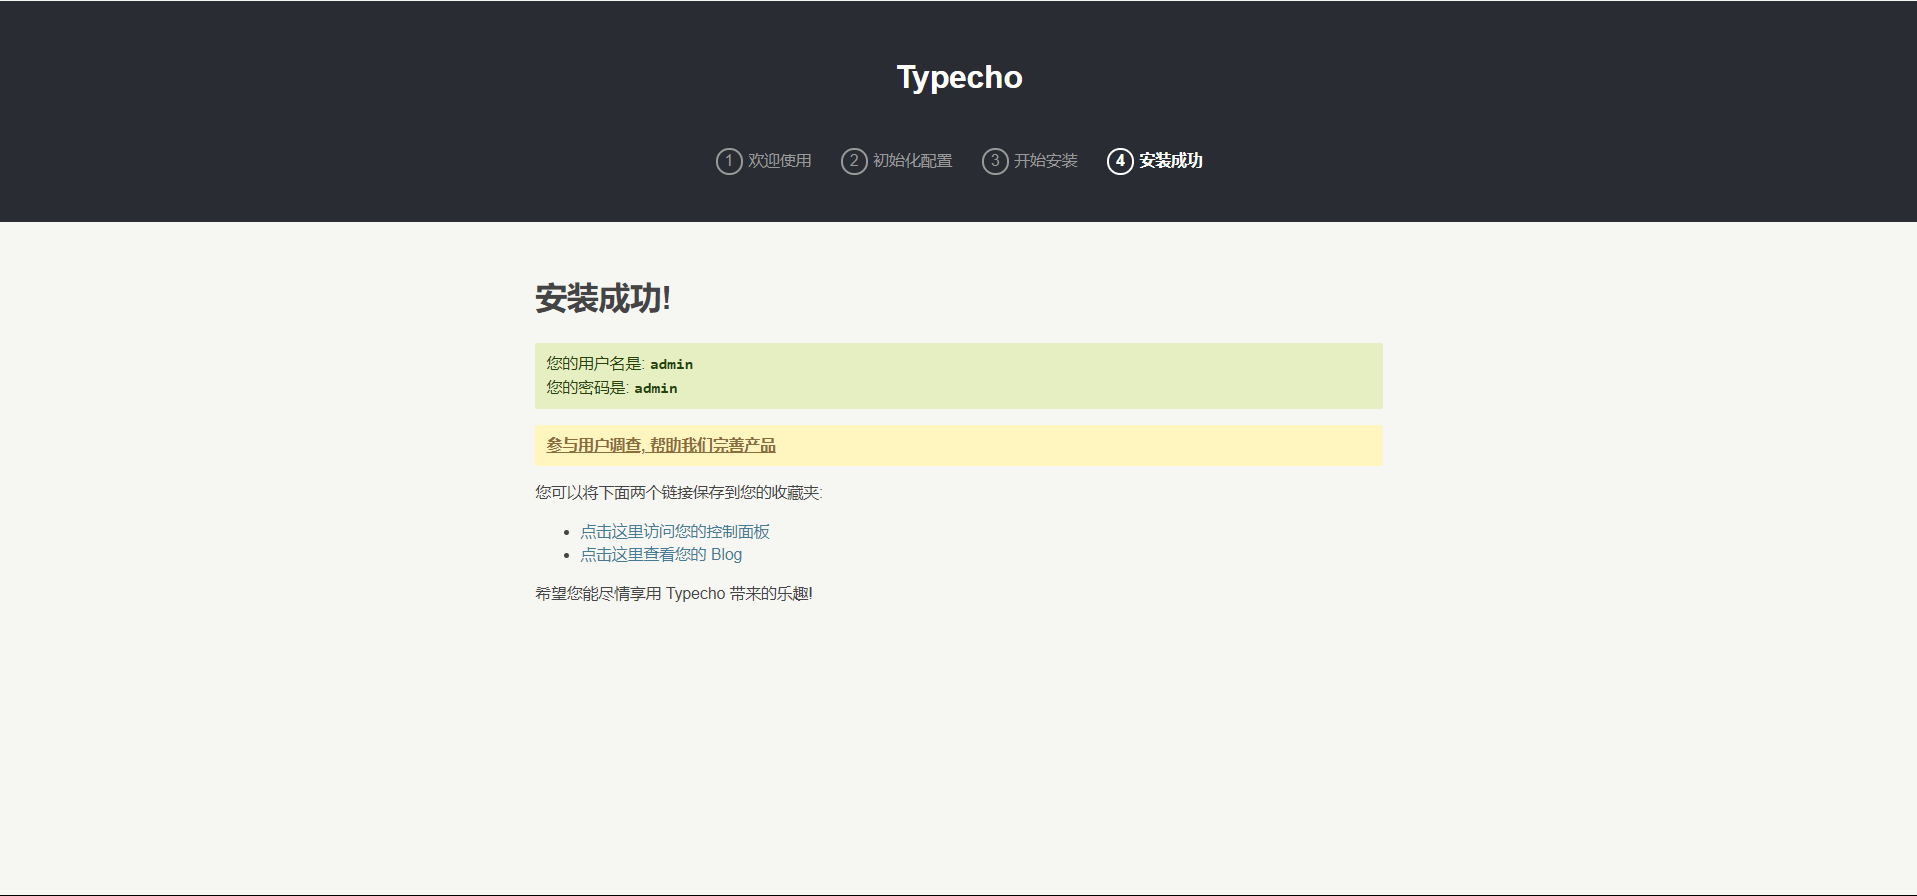 Typecho
1 欢迎使用 2 初始化配置 3 开始安装 4 安装成功
安装成功!
您的用户名是: admin
您的密码是: admin
参与用户调查, 帮助我们完善产品
您可以将下面两个链接保存到您的收藏夹:
• 点击这里访问您的控制面板
• 点击这里查看您的 Blog
希望您能尽情享用 Typecho 带来的乐趣!